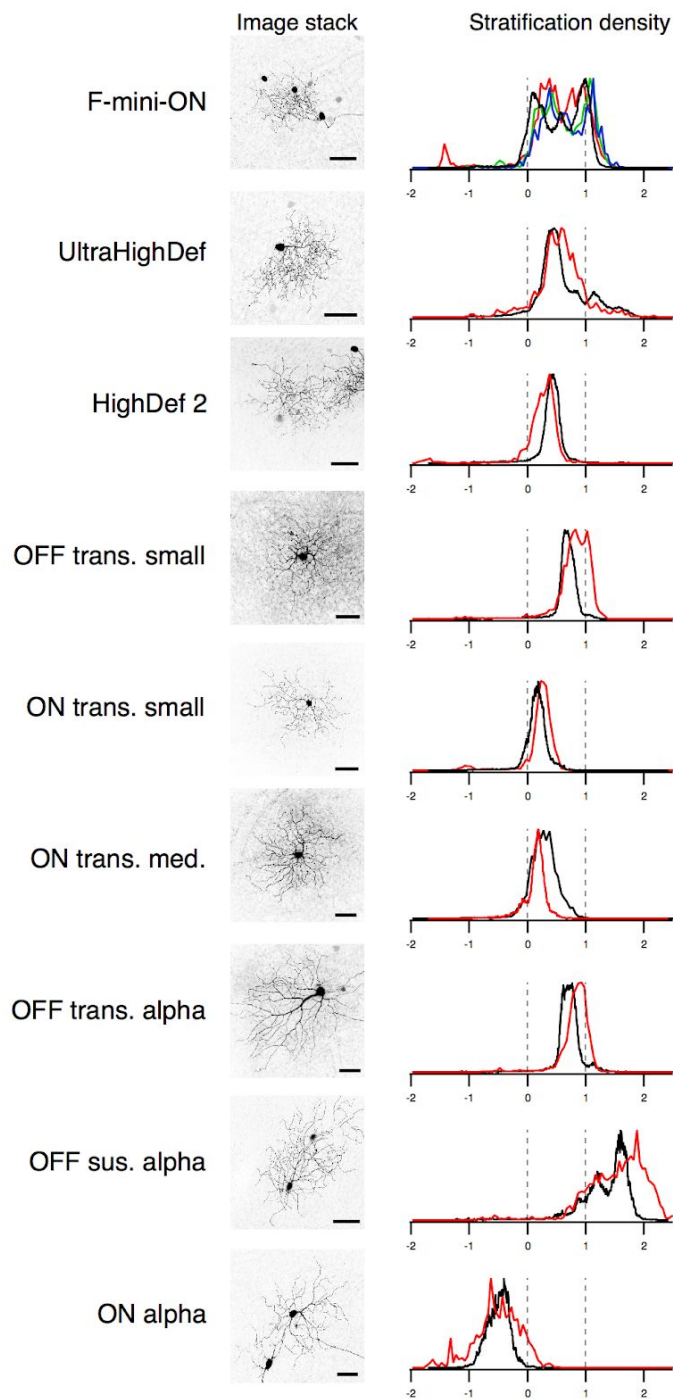 Image stack Stratification density
F-mini-ON
-2 -1 0 1 2
UltraHighDef
-2 -1 0 1 2
HighDef 2
-2 -1 0 1 2
OFF trans. small
-2 -1 0 1 2
ON trans. small
-2 -1 0 1 2
ON trans. med.
-2 -1 0 1 2
OFF trans. alpha
-2 -1 0 1 2
OFF sus. alpha
-2 -1 0 1 2
ON alpha
-2 -1 0 1 2